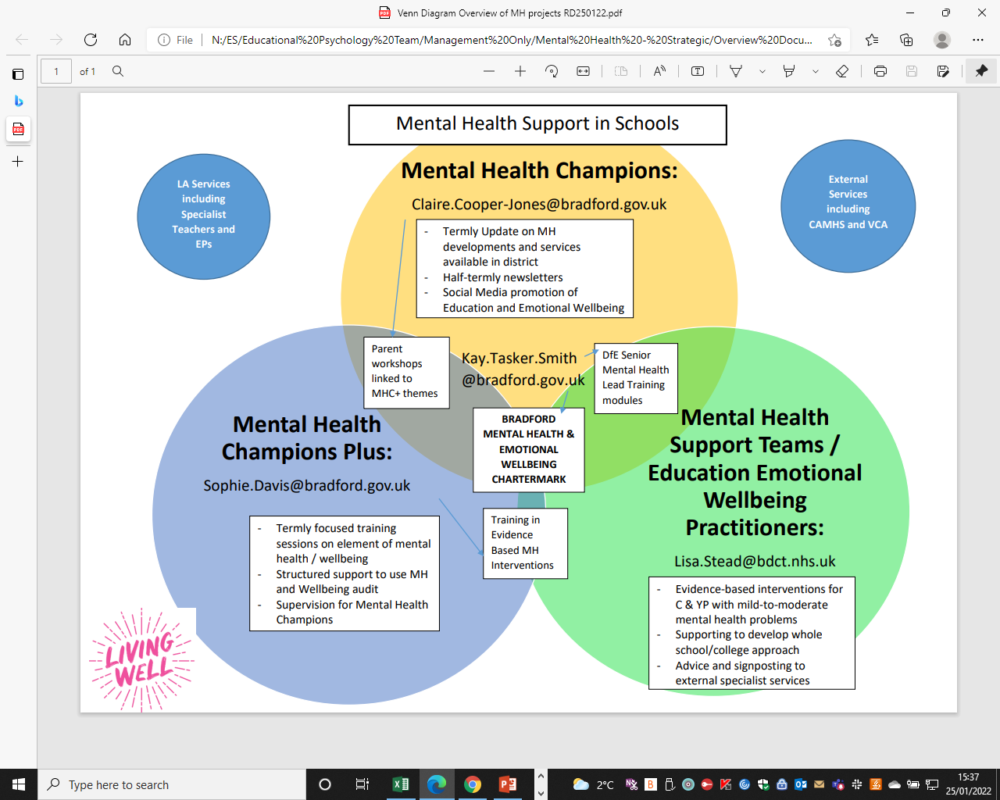 Venn Diagram Overview of MH projects RD250122.pdf
File
N:/ES/Educational%20Psychology%20Team/Management%20Only/Mental%20Health%20-%20Strategic/Overview%20Docu...
1 of 1
Mental Health Support in Schools
LA Services
including
Specialist
Teachers and
EPs
External
Services
including
CAMHS and VCA
Mental Health Champions:
Claire.Cooper-Jones@bradford.gov.uk
- Termly Update on MH
developments and services
available in district
- Half-termly newsletters
- Social Media promotion of
Education and Emotional Wellbeing
Parent
workshops
linked to
MHC+ themes
Kay.Tasker.Smith
@bradford.gov.uk
DfE Senior
Mental Health
Lead Training
modules
BRADFORD
MENTAL HEALTH &
EMOTIONAL
WELLBEING
CHARTERMARK
Mental Health
Champions Plus:
Sophie.Davis@bradford.gov.uk
- Termly focused training
sessions on element of mental
health / wellbeing
- Structured support to use MH
and Wellbeing audit
- Supervision for Mental Health
Champions
Training in
Evidence
Based MH
Interventions
Mental Health
Support Teams /
Education Emotional
Wellbeing
Practitioners:
Lisa.Stead@bdct.nhs.uk
- Evidence-based interventions for
C & YP with mild-to-moderate
mental health problems
- Supporting to develop whole
school/college approach
- Advice and signposting to
external specialist services
LIVING
WELL
Type here to search
2°C
15:37
25/01/2022